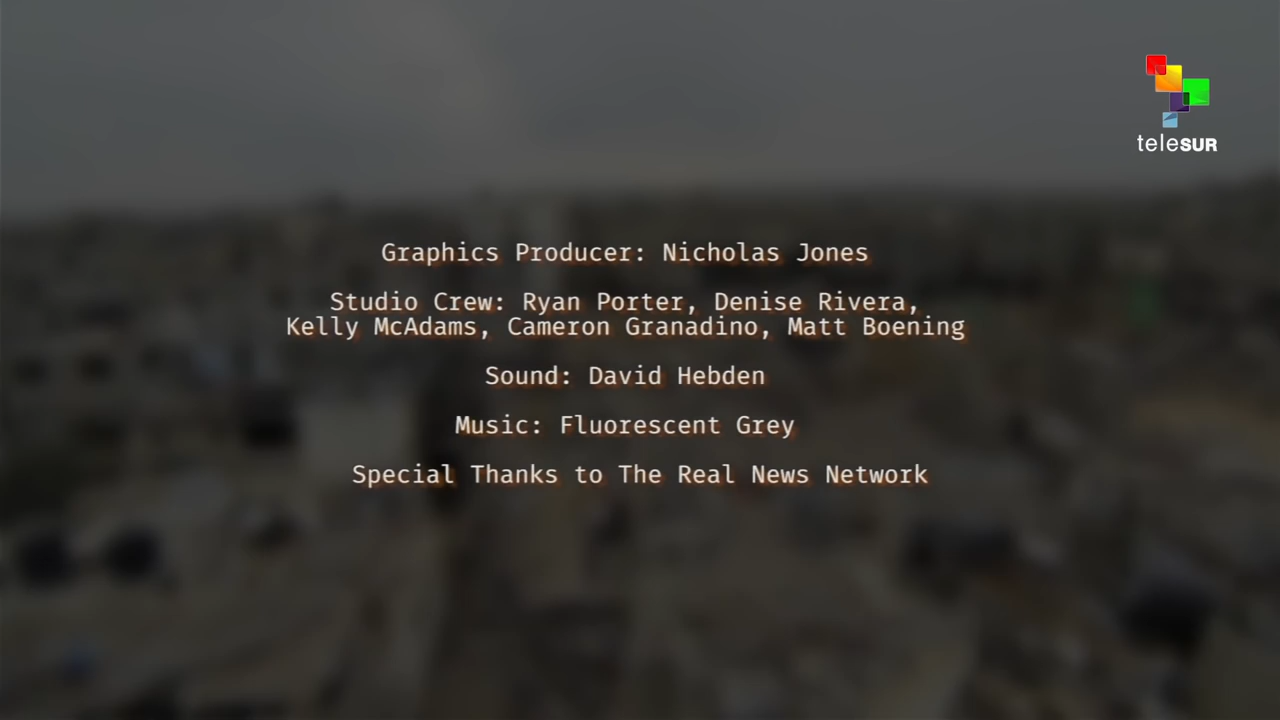 teleSUR
Graphics Producer: Nicholas Jones
Studio Crew: Ryan Porter, Denise Rivera,
Kelly McAdams, Cameron Granadino, Matt Boening
Sound: David Hebden
Music: Fluorescent Grey
Special Thanks to The Real News Network